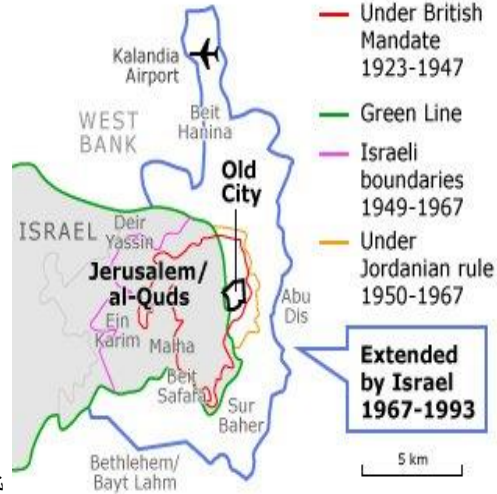 Kalandia
Airport
WEST
BANK
Beit
Hanina
Old
City
ISRAEL
Deir
Yassin
Jerusalem/
al-Quds
Abu
Dis
Ein
Karim
Malha
Beit
Safafa
Sur
Baher
Bethlehem/
Bayt Lahm
Under British
Mandate
1923-1947
Green Line
Israeli
boundaries
1949-1967
Under
Jordanian rule
1950-1967
Extended
by Israel
1967-1993
5 km